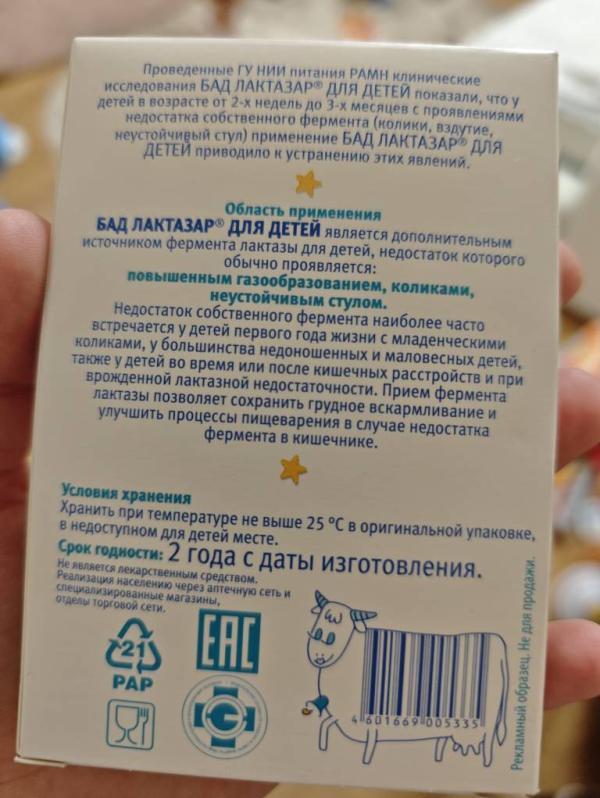 Проведенные ГУ НИИ питания РАМН клинические
исследования БАД ЛАКТАЗАР® ДЛЯ ДЕТЕЙ показали, что у
детей в возрасте от 2-х недель до 3-х месяцев с проявлениями
недостатка собственного фермента (колики, вздутие,
неустойчивый стул) применение БАД ЛАКТАЗАР® ДЛЯ
ДЕТЕЙ приводило к устранению этих явлений.
Область применения
БАД ЛАКТАЗАР® ДЛЯ ДЕТЕЙ является дополнительным
источником фермента лактазы для детей, недостаток которого
обычно проявляется:
повышенным газообразованием, коликами,
неустойчивым стулом.
Недостаток собственного фермента наиболее часто
встречается у детей первого года жизни с младенческими
коликами, у большинства недоношенных и маловесных детей,
также у детей во время или после кишечных расстройств и при
врожденной лактазной недостаточности. Прием фермента
лактазы позволяет сохранить грудное вскармливание и
улучшить процессы пищеварения в случае недостатка
фермента в кишечнике.
Условия хранения
Хранить при температуре не выше 25 °С в оригинальной упаковке,
в недоступном для детей месте.
Срок годности: 2 года с даты изготовления.
Не является лекарственным средством.
Реализация населению через аптечную сеть и
специализированные магазины,
отделы торговой сети.
21
PAP
EAC
4 601669 005335
Рекламный образец. Не для продажи.